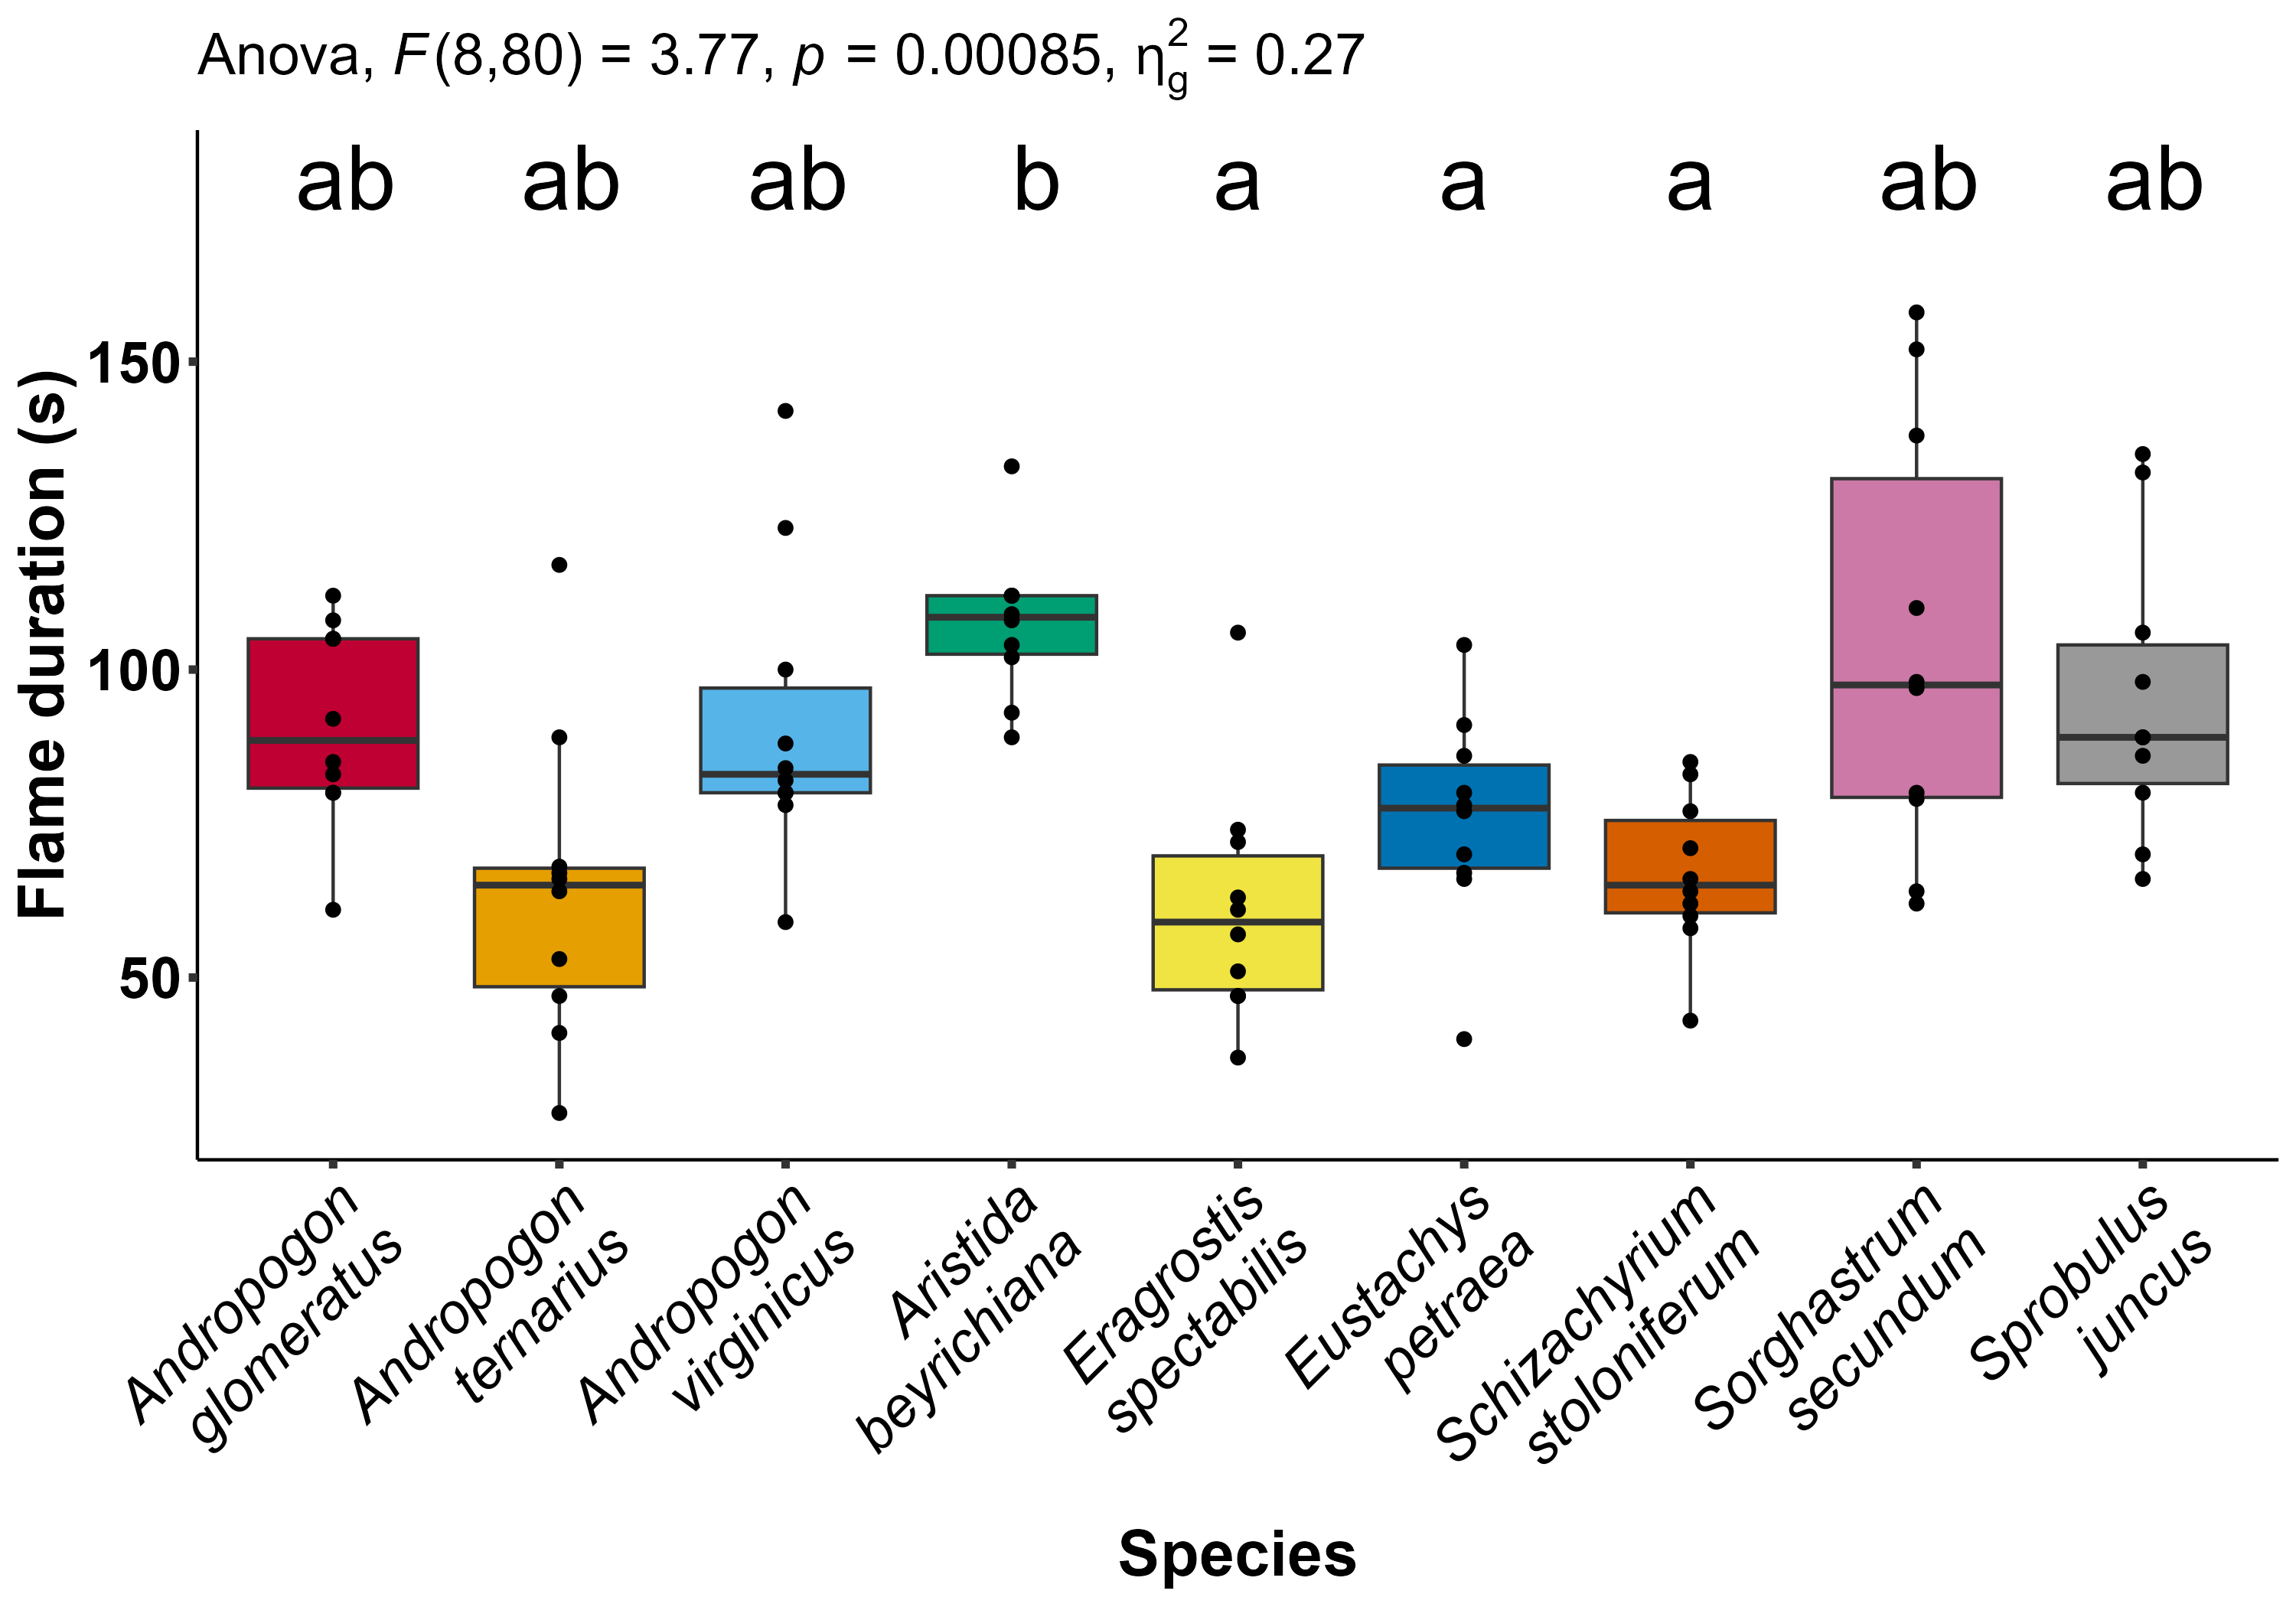 Anova, F(8,80) = 3.77, p = 0.00085, η²g = 0.27
ab ab ab b a a a ab ab
Flame duration (s)
150
100
50
Andropogon
glomeratus
Andropogon
ternarius
Andropogon
virginicus
Aristida
beyrichiana
Eragrostis
spectabilis
Eustachys
petraea
Schizachyrium
stoloniferum
Sorghastrum
secundum
Sprobulus
juncus
Species